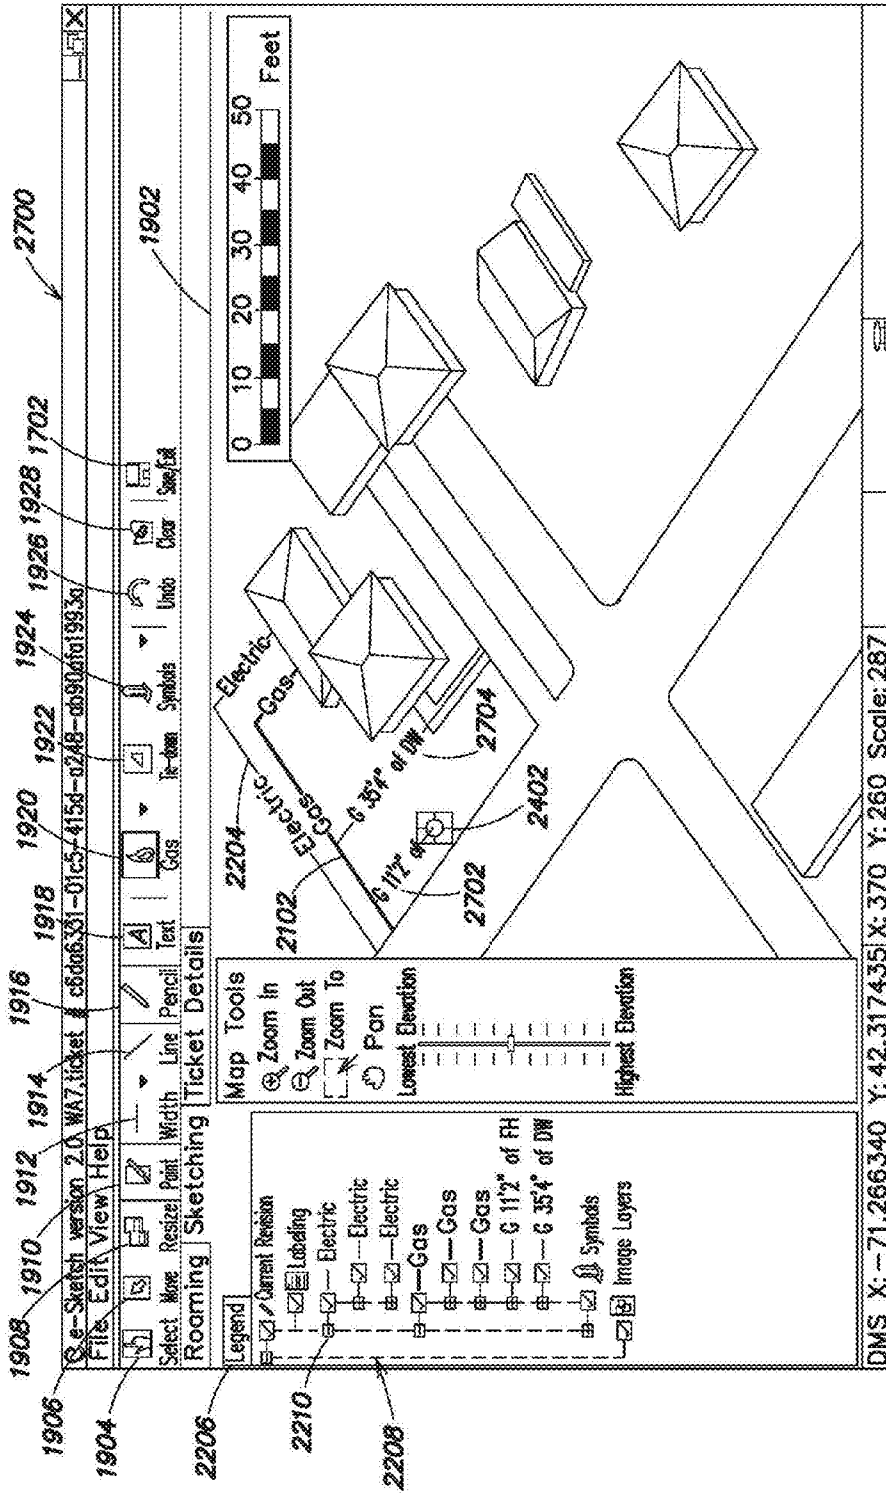 2700
e-Sketch version 2.0 WA7.ticket # c6da6331-01c5-415d-a248-ab90afa1993a
File Edit View Help
1904
1906
1908
1910
1912
1914
1916
1918
1920
1922
1924
1926
1928
1702
Select Move Resize Point Width Line Pencil Text Gas Tie-down Symbols Undo Clear Save/Exit
Roaming Sketching Ticket Details
1902
2206
Legend
Current Revision
Labeling
Electric
Electric
Electric
Gas
Gas
Gas
G 11'2" of FH
G 35'4" of DW
Symbols
Image Layers
2210
2208
Map Tools
Zoom In
Zoom Out
Zoom To
Pan
Lowest Elevation
Highest Elevation
0 10 20 30 40 50 Feet
Electric
Gas
2204
Electric
Gas
2102
G 35'4" of DW
2704
G 11'2" of
2702
2402
DMS X: -71.266340 Y: 42.317435 X: 370 Y: 260 Scale: 287